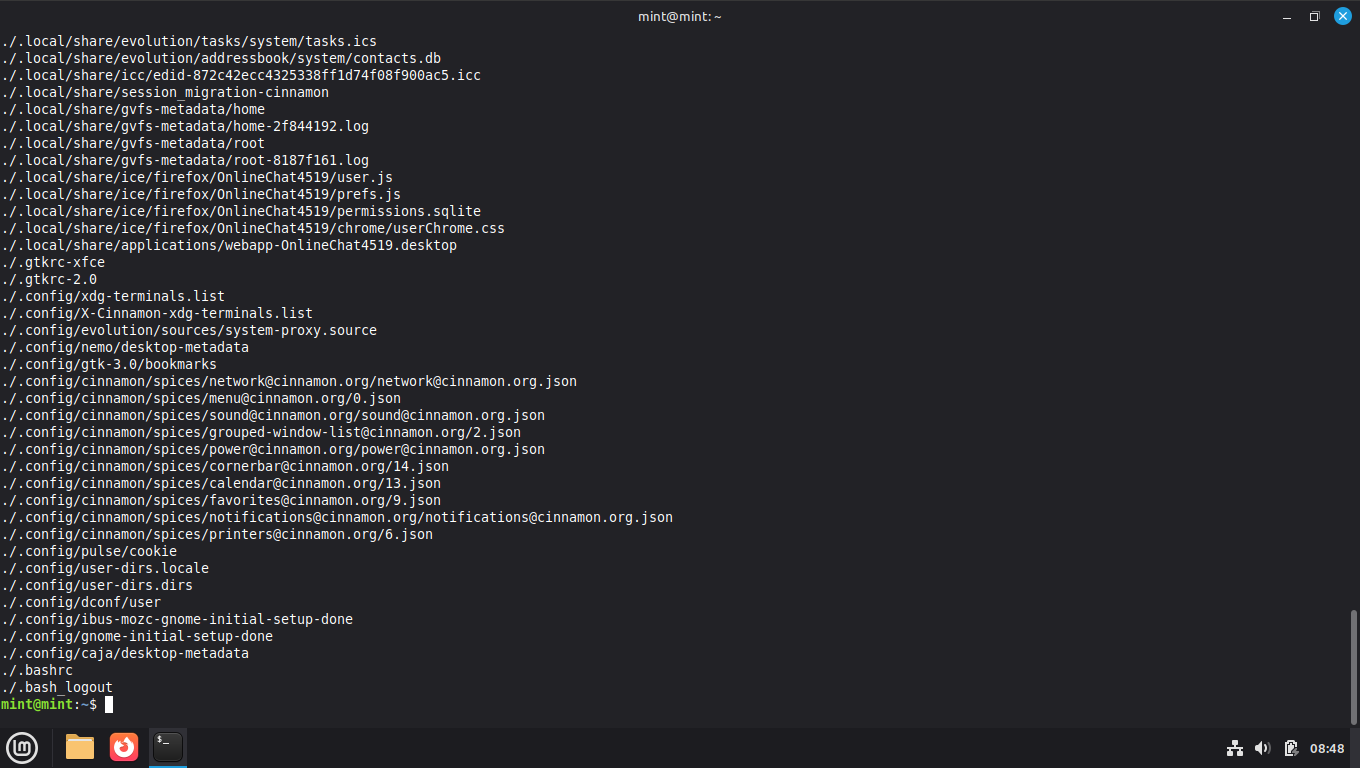 mint@mint: ~
./.local/share/evolution/tasks/system/tasks.ics
./.local/share/evolution/addressbook/system/contacts.db
./.local/share/icc/edid-872c42ecc4325338ff1d74f08f900ac5.icc
./.local/share/session_migration-cinnamon
./.local/share/gvfs-metadata/home
./.local/share/gvfs-metadata/home-2f844192.log
./.local/share/gvfs-metadata/root
./.local/share/gvfs-metadata/root-8187f161.log
./.local/share/ice/firefox/OnlineChat4519/user.js
./.local/share/ice/firefox/OnlineChat4519/prefs.js
./.local/share/ice/firefox/OnlineChat4519/permissions.sqlite
./.local/share/ice/firefox/OnlineChat4519/chrome/userChrome.css
./.local/share/applications/webapp-OnlineChat4519.desktop
./.gtkrc-xfce
./.gtkrc-2.0
./.config/xdg-terminals.list
./.config/X-Cinnamon-xdg-terminals.list
./.config/evolution/sources/system-proxy.source
./.config/nemo/desktop-metadata
./.config/gtk-3.0/bookmarks
./.config/cinnamon/spices/network@cinnamon.org/network@cinnamon.org.json
./.config/cinnamon/spices/menu@cinnamon.org/0.json
./.config/cinnamon/spices/sound@cinnamon.org/sound@cinnamon.org.json
./.config/cinnamon/spices/grouped-window-list@cinnamon.org/2.json
./.config/cinnamon/spices/power@cinnamon.org/power@cinnamon.org.json
./.config/cinnamon/spices/cornerbar@cinnamon.org/14.json
./.config/cinnamon/spices/calendar@cinnamon.org/13.json
./.config/cinnamon/spices/favorites@cinnamon.org/9.json
./.config/cinnamon/spices/notifications@cinnamon.org/notifications@cinnamon.org.json
./.config/cinnamon/spices/printers@cinnamon.org/6.json
./.config/pulse/cookie
./.config/user-dirs.locale
./.config/user-dirs.dirs
./.config/dconf/user
./.config/ibus-mozc-gnome-initial-setup-done
./.config/gnome-initial-setup-done
./.config/caja/desktop-metadata
./.bashrc
./.bash_logout
mint@mint:~$
$_
08:48